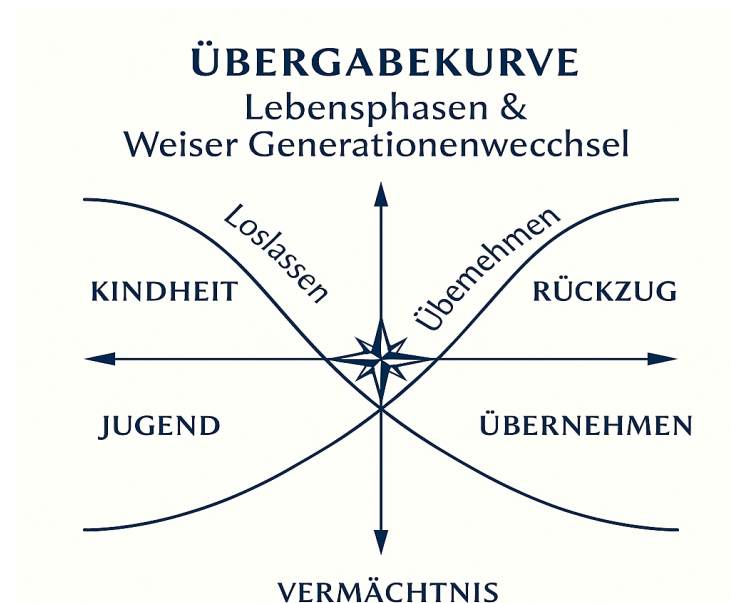 ÜBERGABEKURVE
Lebensphasen &
Weiser Generationenwecchsel
Loslassen
Übemehmen
KINDHEIT
RÜCKZUG
JUGEND
ÜBERNEHMEN
VERMÄCHTNIS